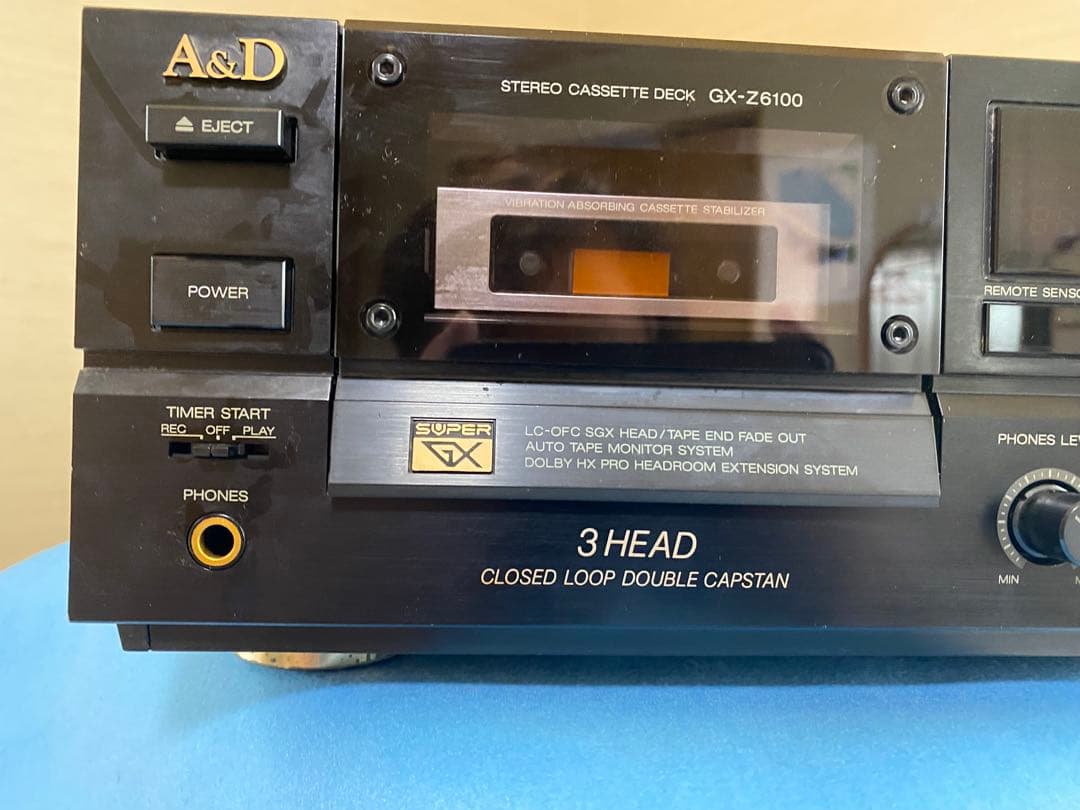 A&D
EJECT
POWER
STEREO CASSETTE DECK GX-Z6100
VIBRATION ABSORBING CASSETTE STABILIZER
REMOTE
TIMER START
REC OFF PLAY
PHONES
SUPER
GX
LC-OFC SGX HEAD/TAPE END FADE OUT
AUTO TAPE MONITOR SYSTEM
DOLBY HX PRO HEADROOM EXTENSION SYSTEM
3 HEAD
CLOSED LOOP DOUBLE CAPSTAN
PHONES
MIN